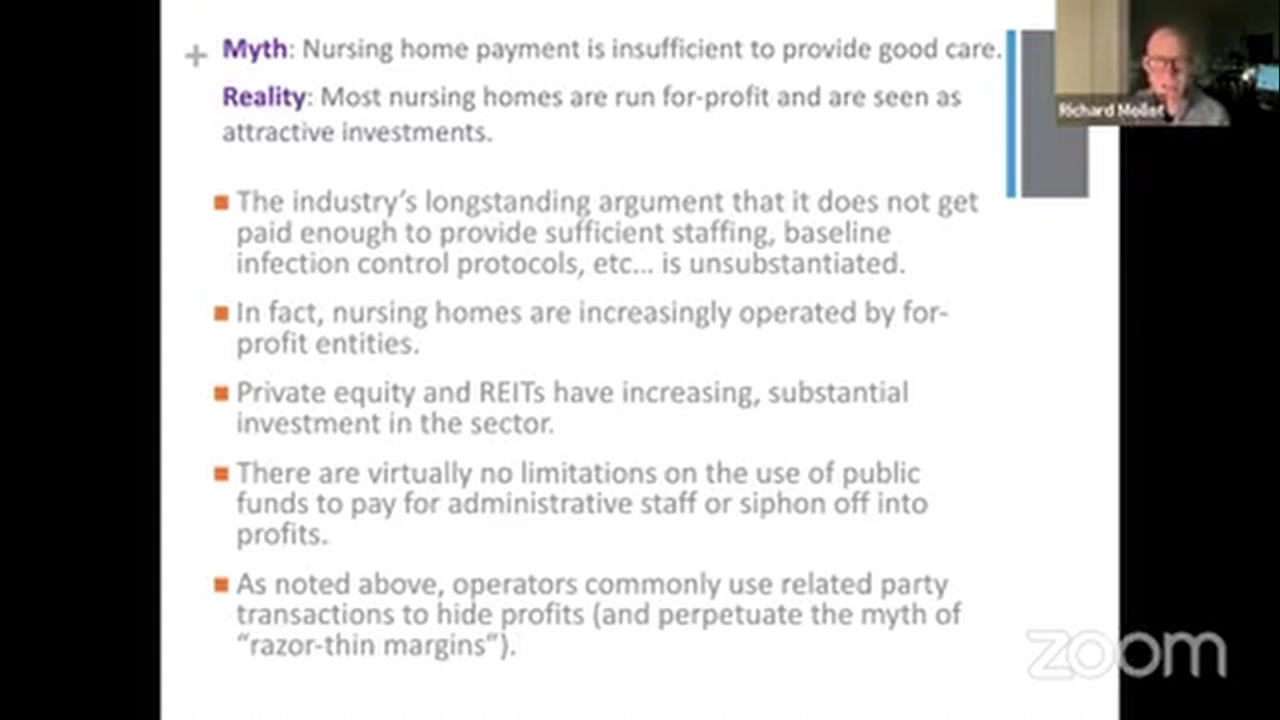 Myth: Nursing home payment is insufficient to provide good care.
Reality: Most nursing homes are run for-profit and are seen as
attractive investments.
The industry's longstanding argument that it does not get
paid enough to provide sufficient staffing, baseline
infection control protocols, etc... is unsubstantiated.
In fact, nursing homes are increasingly operated by for-
profit entities.
Private equity and REITs have increasing, substantial
investment in the sector.
There are virtually no limitations on the use of public
funds to pay for administrative staff or siphon off into
profits.
As noted above, operators commonly use related party
transactions to hide profits (and perpetuate the myth of
“razor-thin margins”).
Richard Mollot
zoom